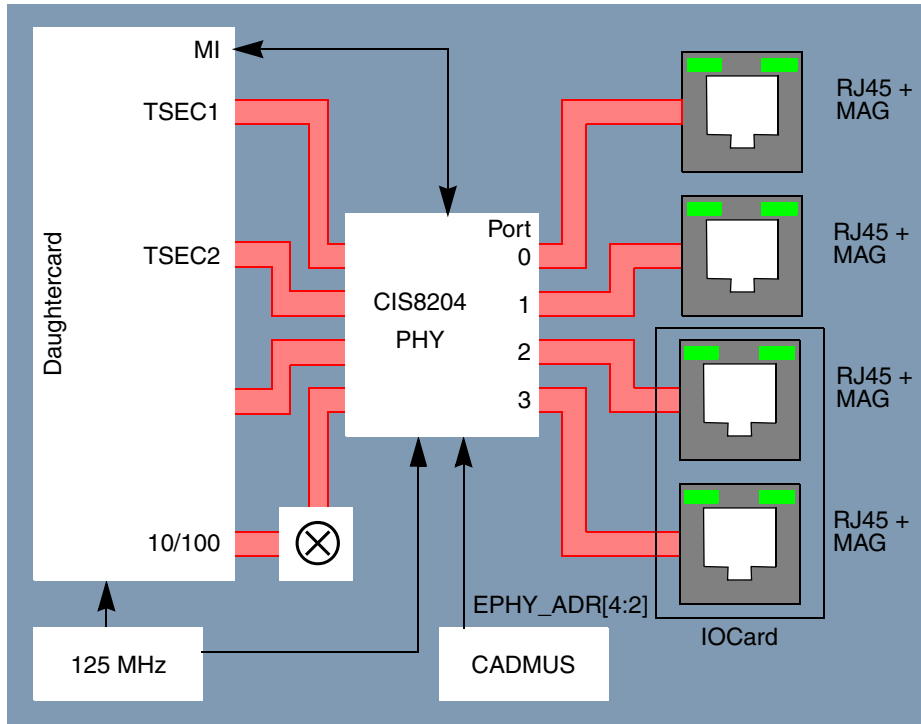 MI
TSEC1
TSEC2
Daughtercard
10/100
125 MHz
CIS8204
PHY
Port
0
1
2
3
EPHY_ADR[4:2]
CADMUS
RJ45 +
MAG
RJ45 +
MAG
RJ45 +
MAG
RJ45 +
MAG
IOCard